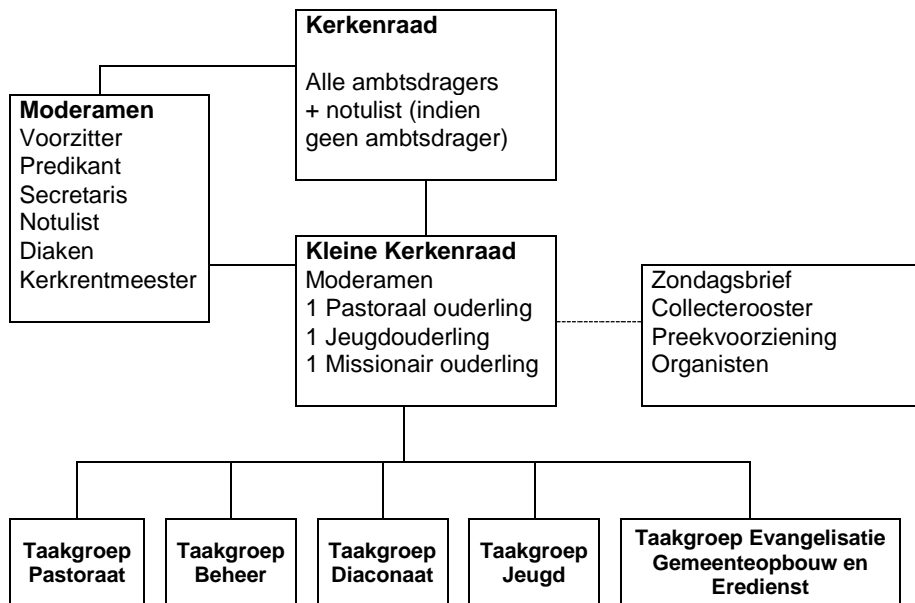 Kerkenraad
Alle ambtsdragers
+ notulist (indien
geen ambtsdrager)
Moderamen
Voorzitter
Predikant
Secretaris
Notulist
Diaken
Kerkrentmeester
Kleine Kerkenraad
Moderamen
1 Pastoraal ouderling
1 Jeugdouderling
1 Missionair ouderling
Zondagsbrief
Collecterooster
Preekvoorziening
Organisten
Taakgroep
Pastoraat
Taakgroep
Beheer
Taakgroep
Diaconaat
Taakgroep
Jeugd
Taakgroep Evangelisatie
Gemeenteopbouw en
Eredienst